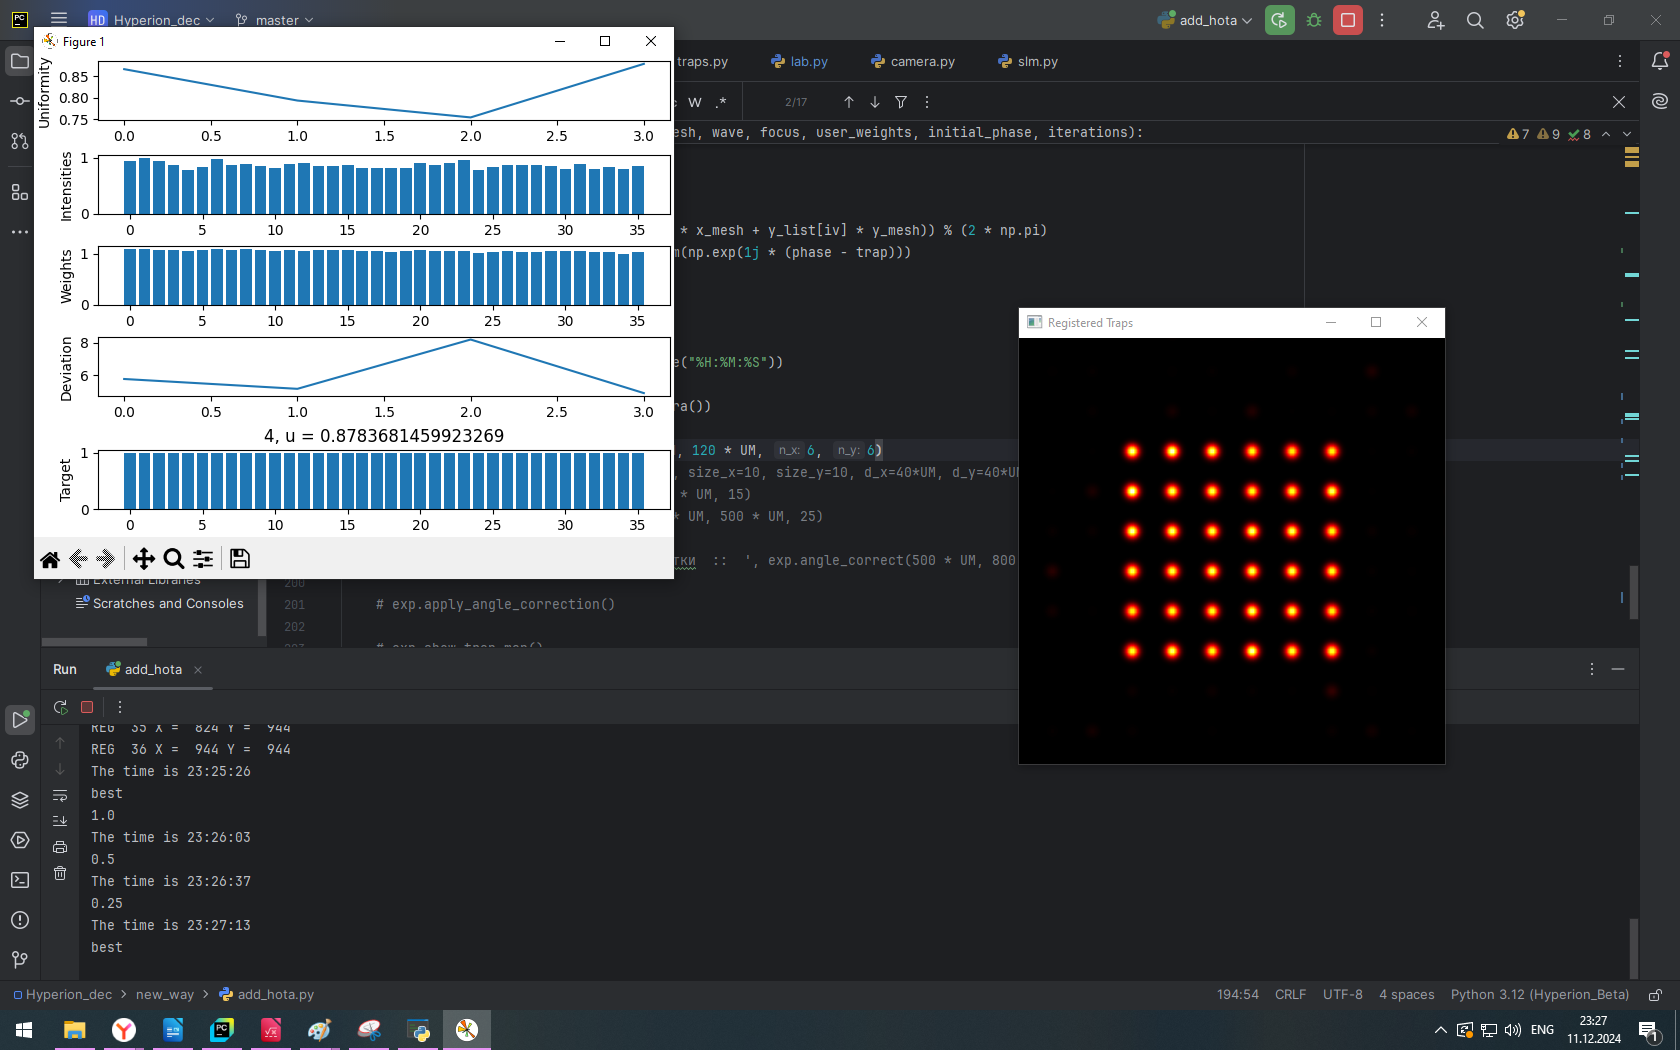 PC HD Hyperion_dec master add_hota
Figure 1
traps.py lab.py camera.py slm.py
W .* 2/17
esh, wave, focus, user_weights, initial_phase, iterations): 7 9 8
* x_mesh + y_list[iv] * y_mesh)) % (2 * np.pi)
m(np.exp(1j * (phase - trap)))
e("%H:%M:%S"))
ra())
, 120 * UM, n_x: 6, n_y: 6)
, size_x=10, size_y=10, d_x=40*UM, d_y=40*UM
* UM, 15)
* UM, 500 * UM, 25)
тки :: ', exp.angle_correct(500 * UM, 800
Uniformity
0.85
0.80
0.75
0.0 0.5 1.0 1.5 2.0 2.5 3.0
Intensities
1
0
0 5 10 15 20 25 30 35
Weights
1
0
0 5 10 15 20 25 30 35
Deviation
8
6
0.0 0.5 1.0 1.5 2.0 2.5 3.0
4, u = 0.8783681459923269
Target
1
0
0 5 10 15 20 25 30 35
Registered Traps
External Libraries
Scratches and Consoles
200
201 # exp.apply_angle_correction()
202
203 # exp.show_trap_map()
Run add_hota
REG 35 X = 824 Y = 944
REG 36 X = 944 Y = 944
The time is 23:25:26
best
1.0
The time is 23:26:03
0.5
The time is 23:26:37
0.25
The time is 23:27:13
best
Hyperion_dec > new_way > add_hota.py 194:54 CRLF UTF-8 4 spaces Python 3.12 (Hyperion_Beta)
ENG 23:27
11.12.2024 1